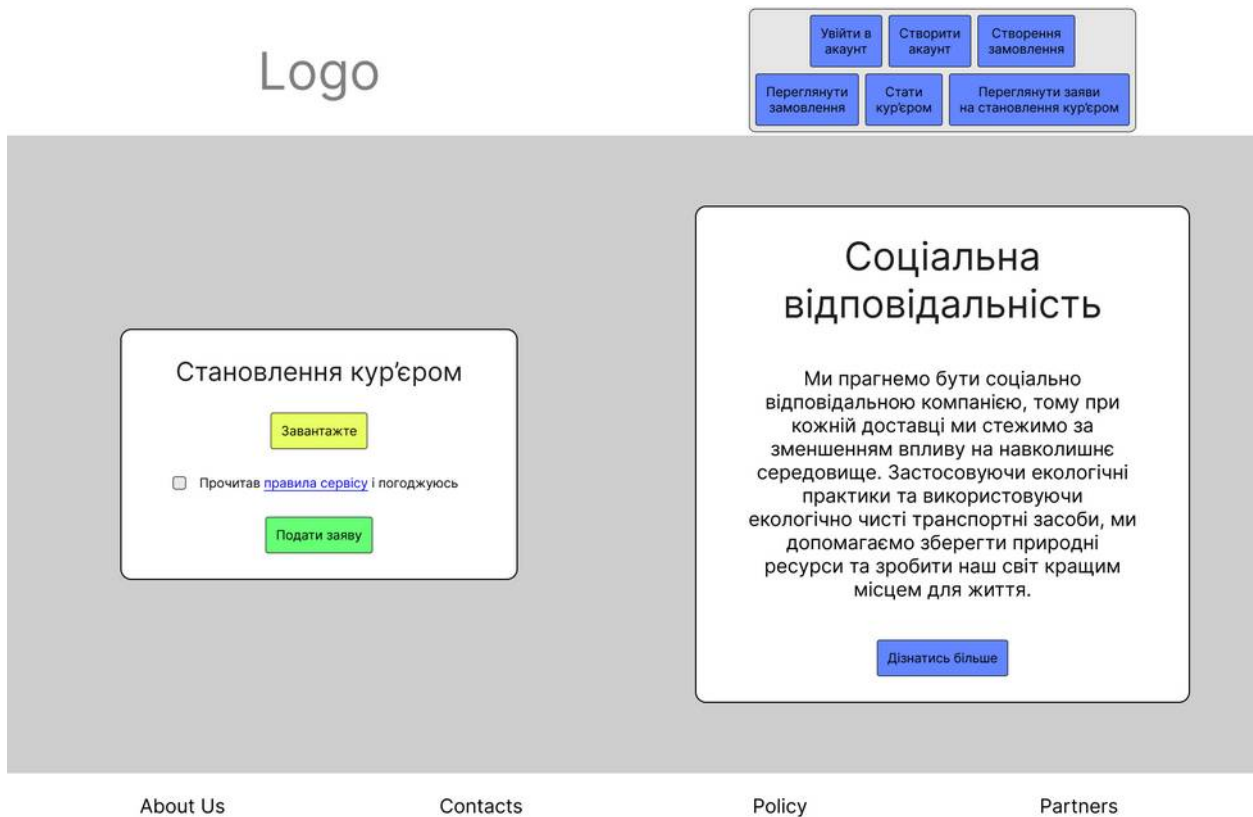 Logo
Увійти в
акаунт
Створити
акаунт
Створення
замовлення
Переглянути
замовлення
Стати
кур'єром
Переглянути заяви
на становлення кур'єром
Становлення кур'єром
Завантажте
Прочитав правила сервісу і погоджуюсь
Подати заяву
Соціальна
відповідальність
Ми прагнемо бути соціально
відповідальною компанією, тому при
кожній доставці ми стежимо за
зменшенням впливу на навколишнє
середовище. Застосовуючи екологічні
практики та використовуючи
екологічно чисті транспортні засоби, ми
допомагаємо зберегти природні
ресурси та зробити наш світ кращим
місцем для життя.
Дізнатись більше
About Us
Contacts
Policy
Partners